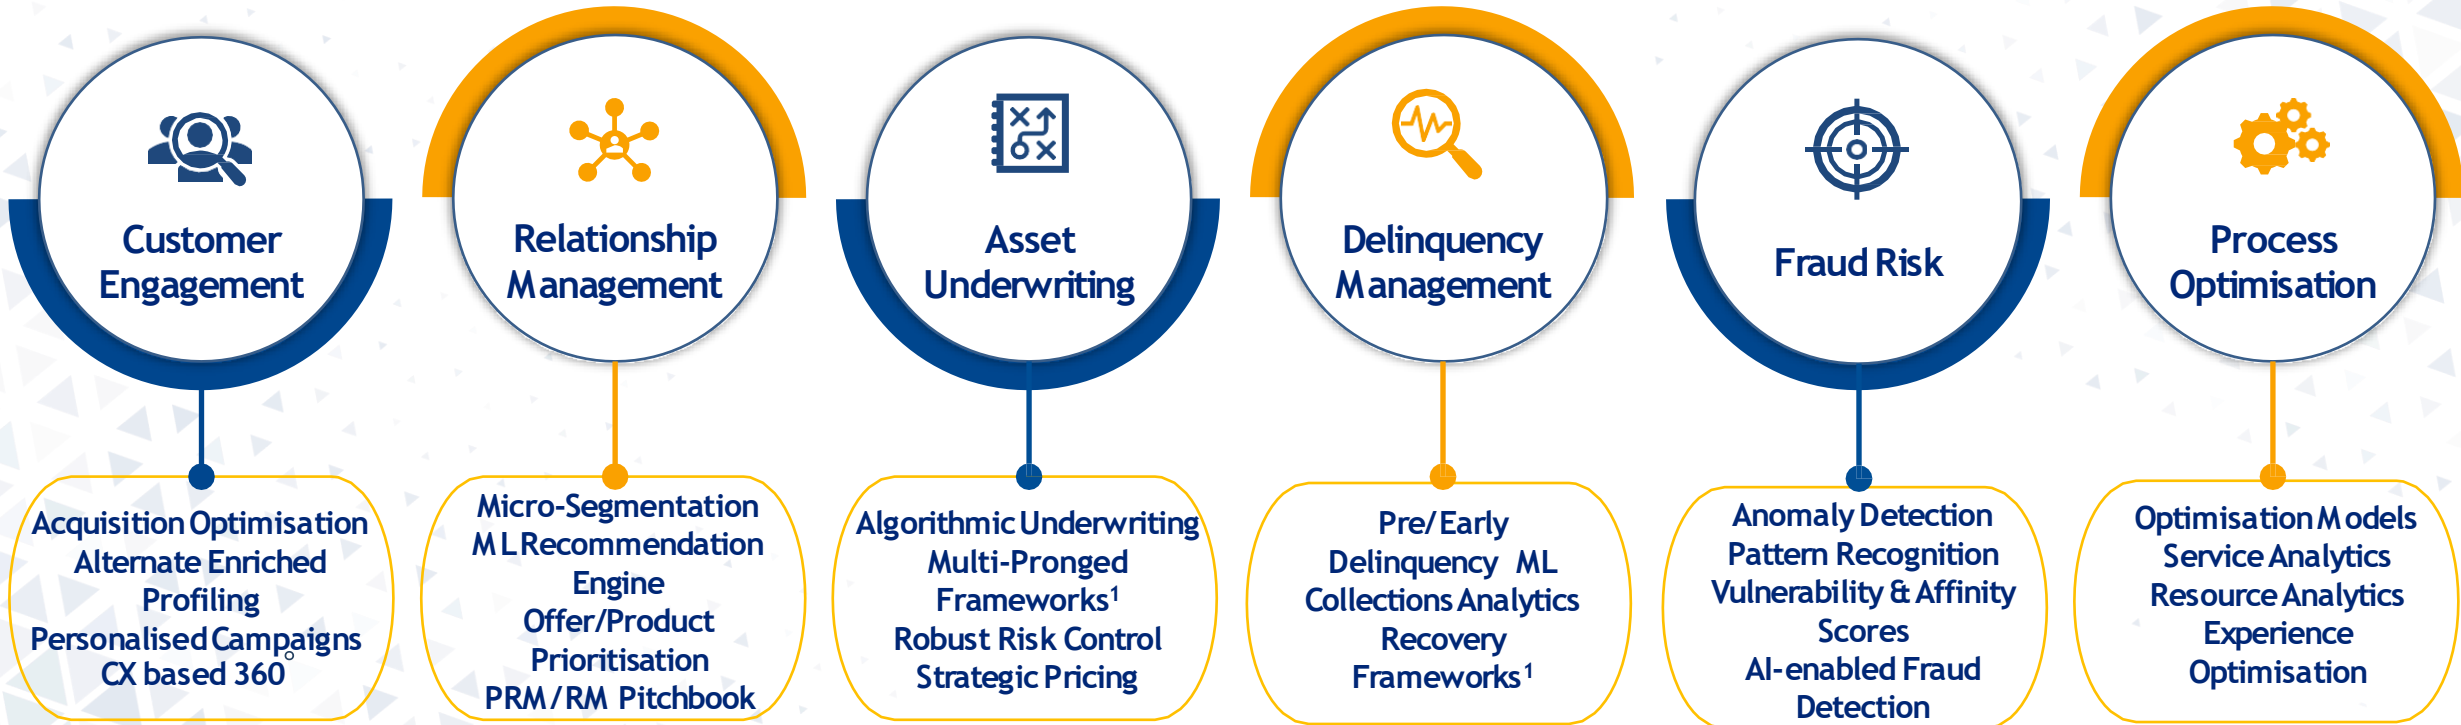 Customer
Engagement
Relationship
Management
Asset
Underwriting
Delinquency
Management
Fraud Risk
Process
Optimisation
Acquisition Optimisation
Alternate Enriched
Profiling
Personalised Campaigns
CX based 360°
Micro-Segmentation
ML Recommendation
Engine
Offer/Product
Prioritisation
PRM/RM Pitchbook
Algorithmic Underwriting
Multi-Pronged
Frameworks¹
Robust Risk Control
Strategic Pricing
Pre/Early
Delinquency ML
Collections Analytics
Recovery
Frameworks¹
Anomaly Detection
Pattern Recognition
Vulnerability & Affinity
Scores
AI-enabled Fraud
Detection
Optimisation Models
Service Analytics
Resource Analytics
Experience
Optimisation